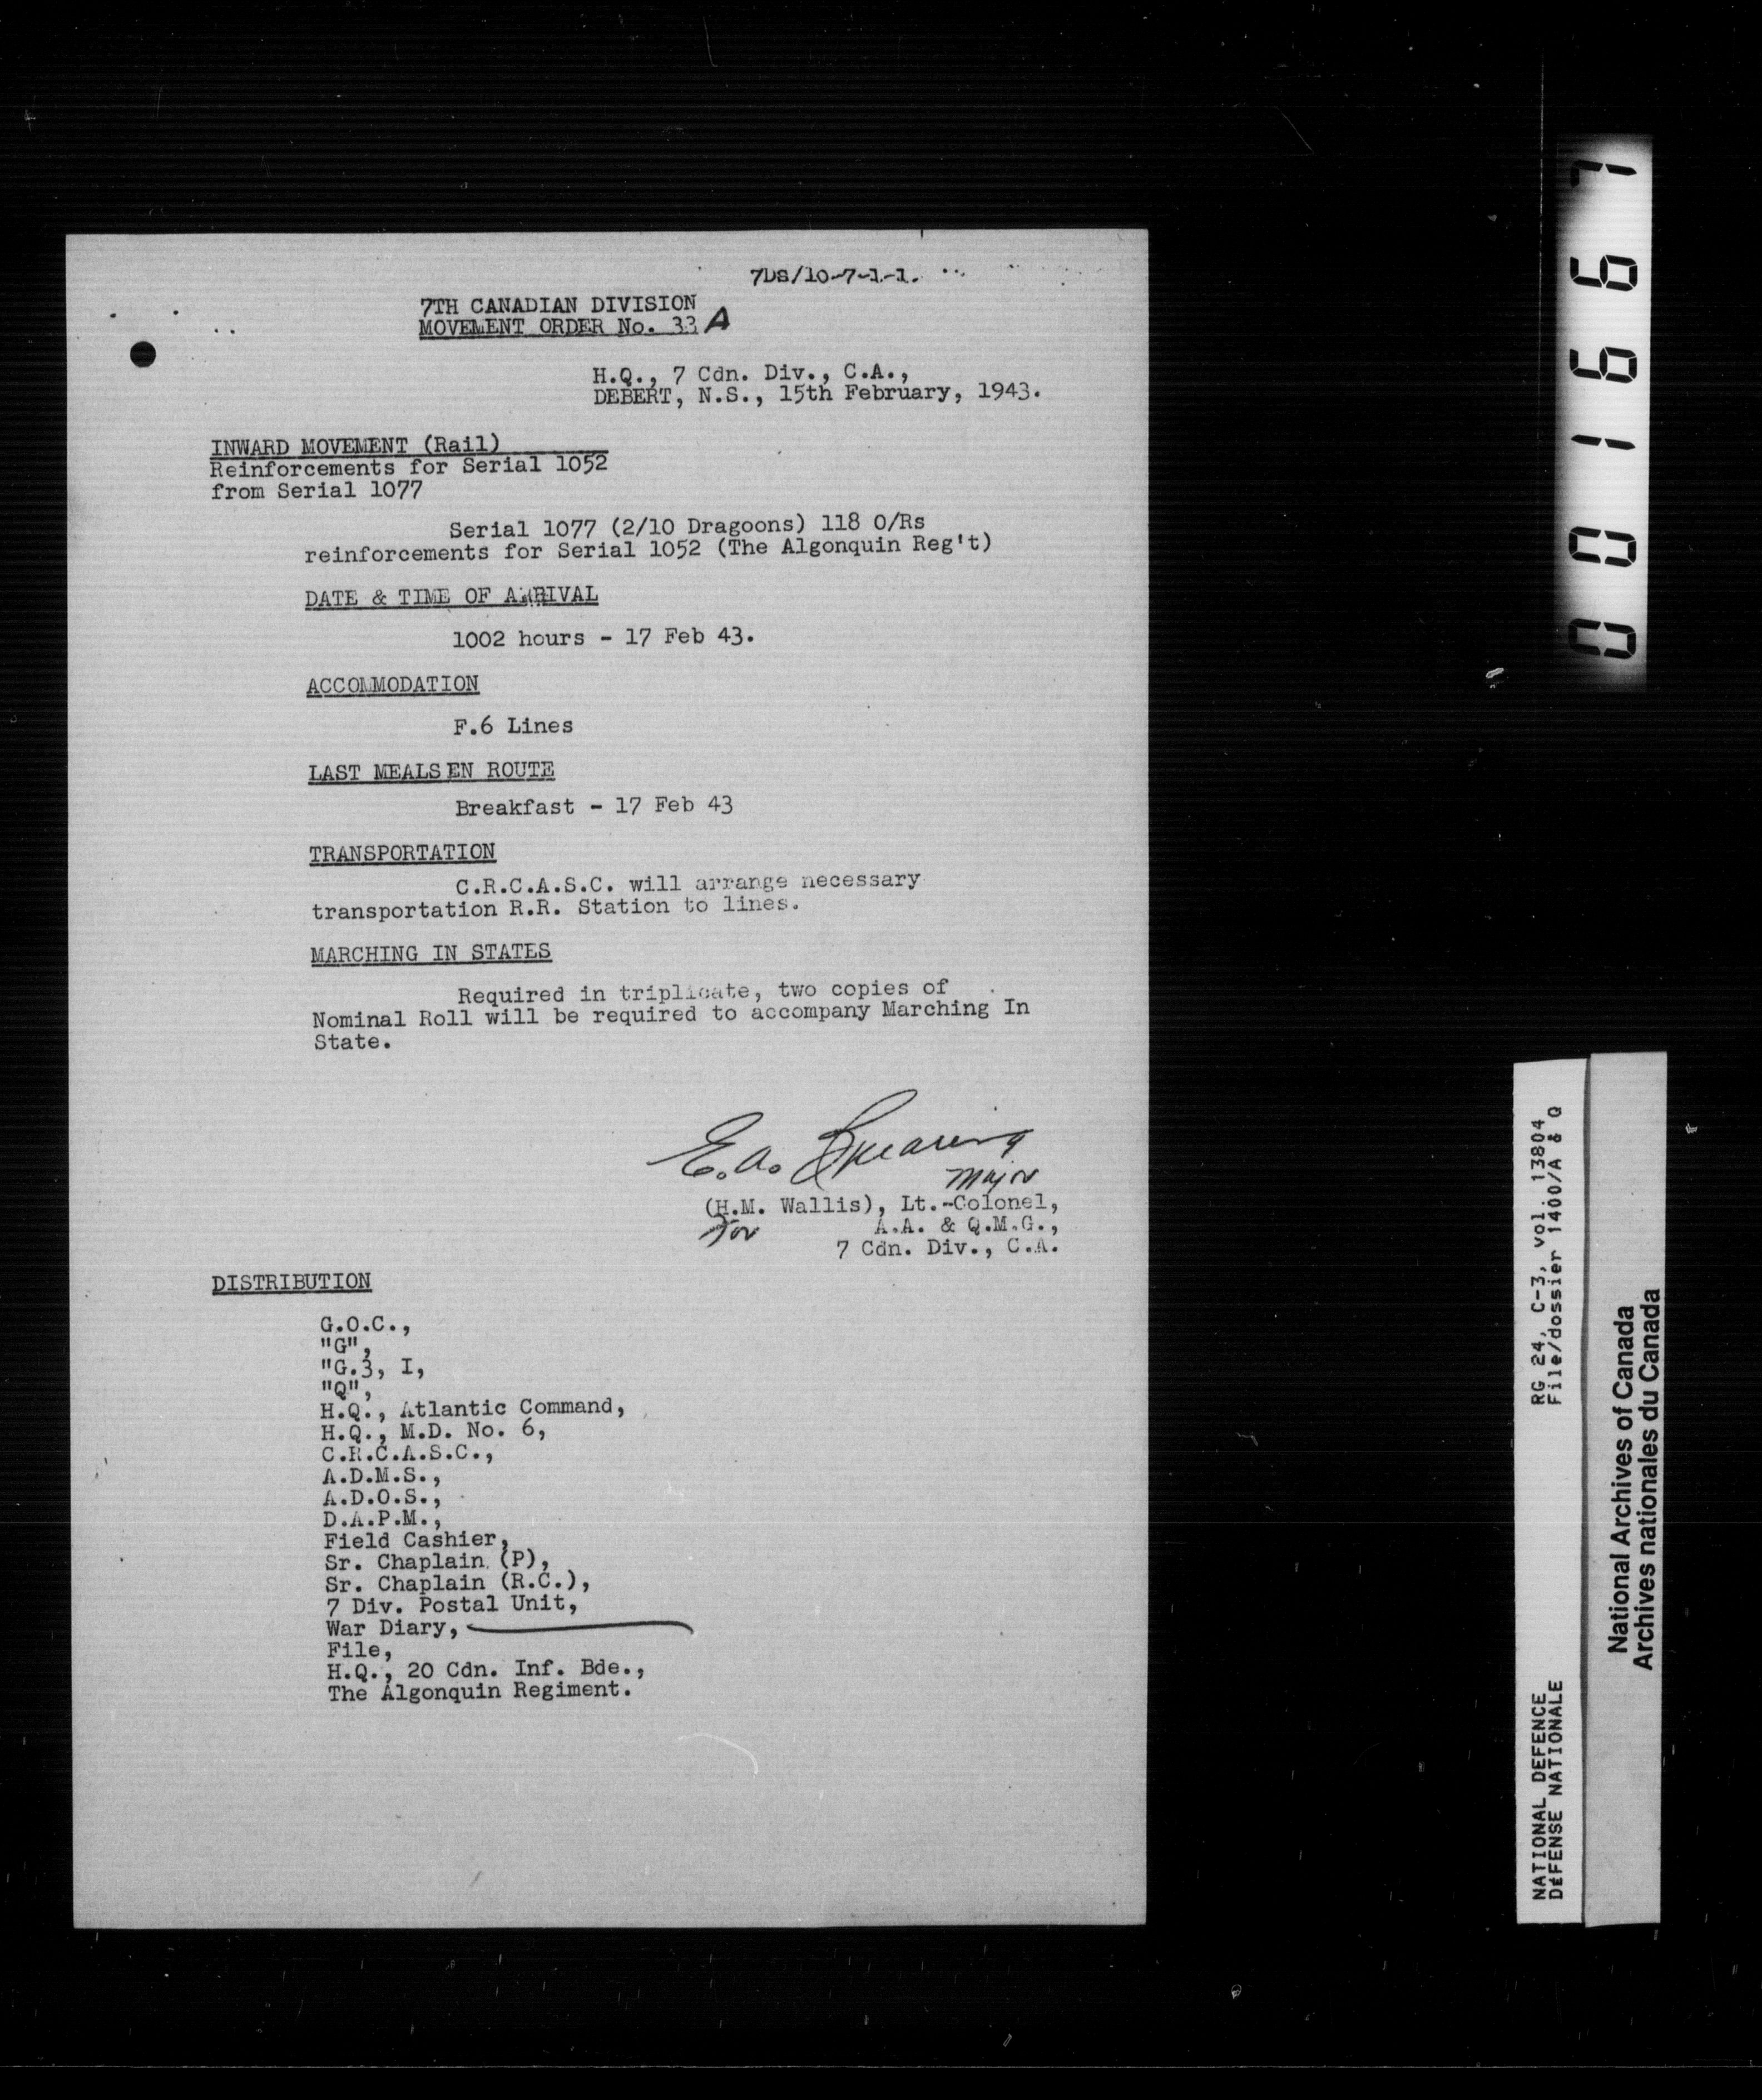 7DS/10-7-1-1.
7TH CANADIAN DIVISION
MOVEMENT ORDER No. 33 A
H.Q., 7 Cdn. Div., C.A.,
DEBERT, N.S., 15th February, 1943.
INWARD MOVEMENT (Rail)
Reinforcements for Serial 1052
from Serial 1077
Serial 1077 (2/10 Dragoons) 118 O/Rs
reinforcements for Serial 1052 (The Algonquin Reg't)
DATE & TIME OF ARRIVAL
1002 hours - 17 Feb 43.
ACCOMMODATION
F.6 Lines
LAST MEALS EN ROUTE
Breakfast - 17 Feb 43
TRANSPORTATION
C.R.C.A.S.C. will arrange necessary
transportation R.R. Station to lines.
MARCHING IN STATES
Required in triplicate, two copies of
Nominal Roll will be required to accompany Marching In
State.
E.A.
Major
(H.M. Wallis), Lt.-Colonel,
for A.A. & Q.M.G.,
7 Cdn. Div., C.A.
DISTRIBUTION
G.O.C.,
"G",
"G.3, I,
"Q",
H.Q., Atlantic Command,
H.Q., M.D. No. 6,
C.R.C.A.S.C.,
A.D.M.S.,
A.D.O.S.,
D.A.P.M.,
Field Cashier,
Sr. Chaplain (P),
Sr. Chaplain (R.C.),
7 Div. Postal Unit,
War Diary,
File,
H.Q., 20 Cdn. Inf. Bde.,
The Algonquin Regiment.
001667
NATIONAL DEFENCE RG 24, C-3, vol. 13804
DÉFENSE NATIONALE File/dossier 1400/A & Q
National Archives of Canada
Archives nationales du Canada